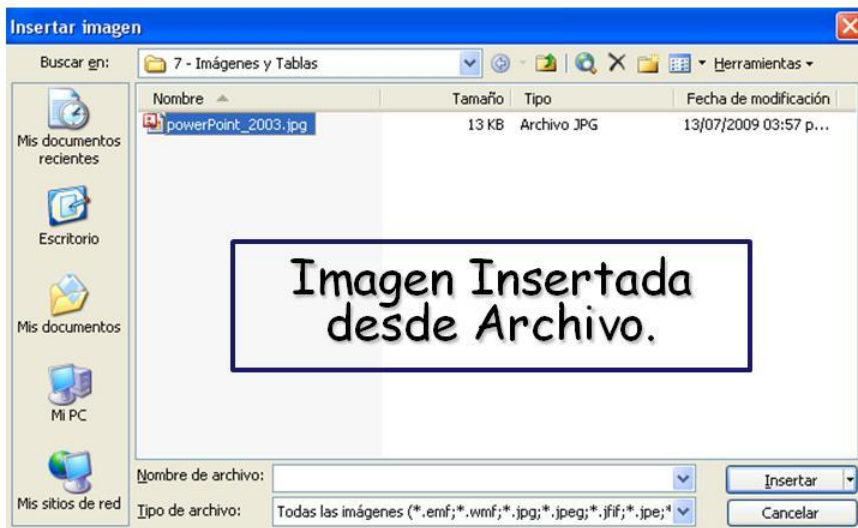 Insertar imagen
Buscar en:
7 - Imágenes y Tablas
Herramientas
Nombre
Tamaño
Tipo
Fecha de modificación
powerPoint_2003.jpg
13 KB
Archivo JPG
13/07/2009 03:57 p...
Mis documentos
recientes
Escritorio
Mis documentos
Mi PC
Mis sitios de red
Imagen Insertada
desde Archivo.
Nombre de archivo:
Insertar
Tipo de archivo:
Todas las imágenes (*.emf;*.wmf;*.jpg;*.jpeg;*.jfif;*.jpe;*
Cancelar